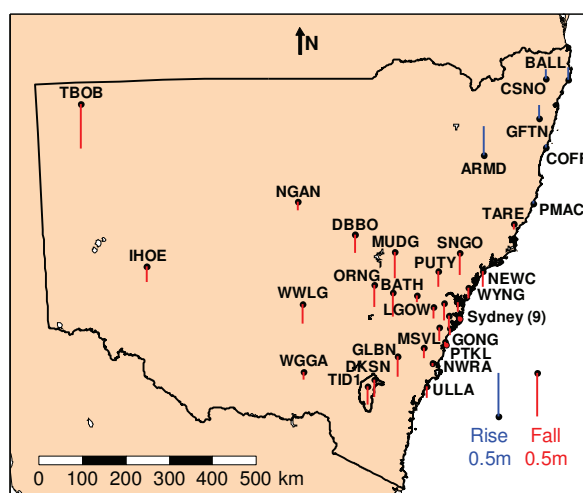 N
BALL
TBOB
CSNO
GFTN
COFF
ARMD
NGAN
PMAC
TARE
DBBO
MUDG
SNGO
IHOE
PUTY
ORNG
BATH
NEWC
WYNG
WWLG
LGOW
Sydney (9)
MSVL
GONG
GLBN
PTKL
WGGA
DKSN
NWRA
TID1
ULLA
Rise
Fall
0.5m
0.5m
0 100 200 300 400 500
km